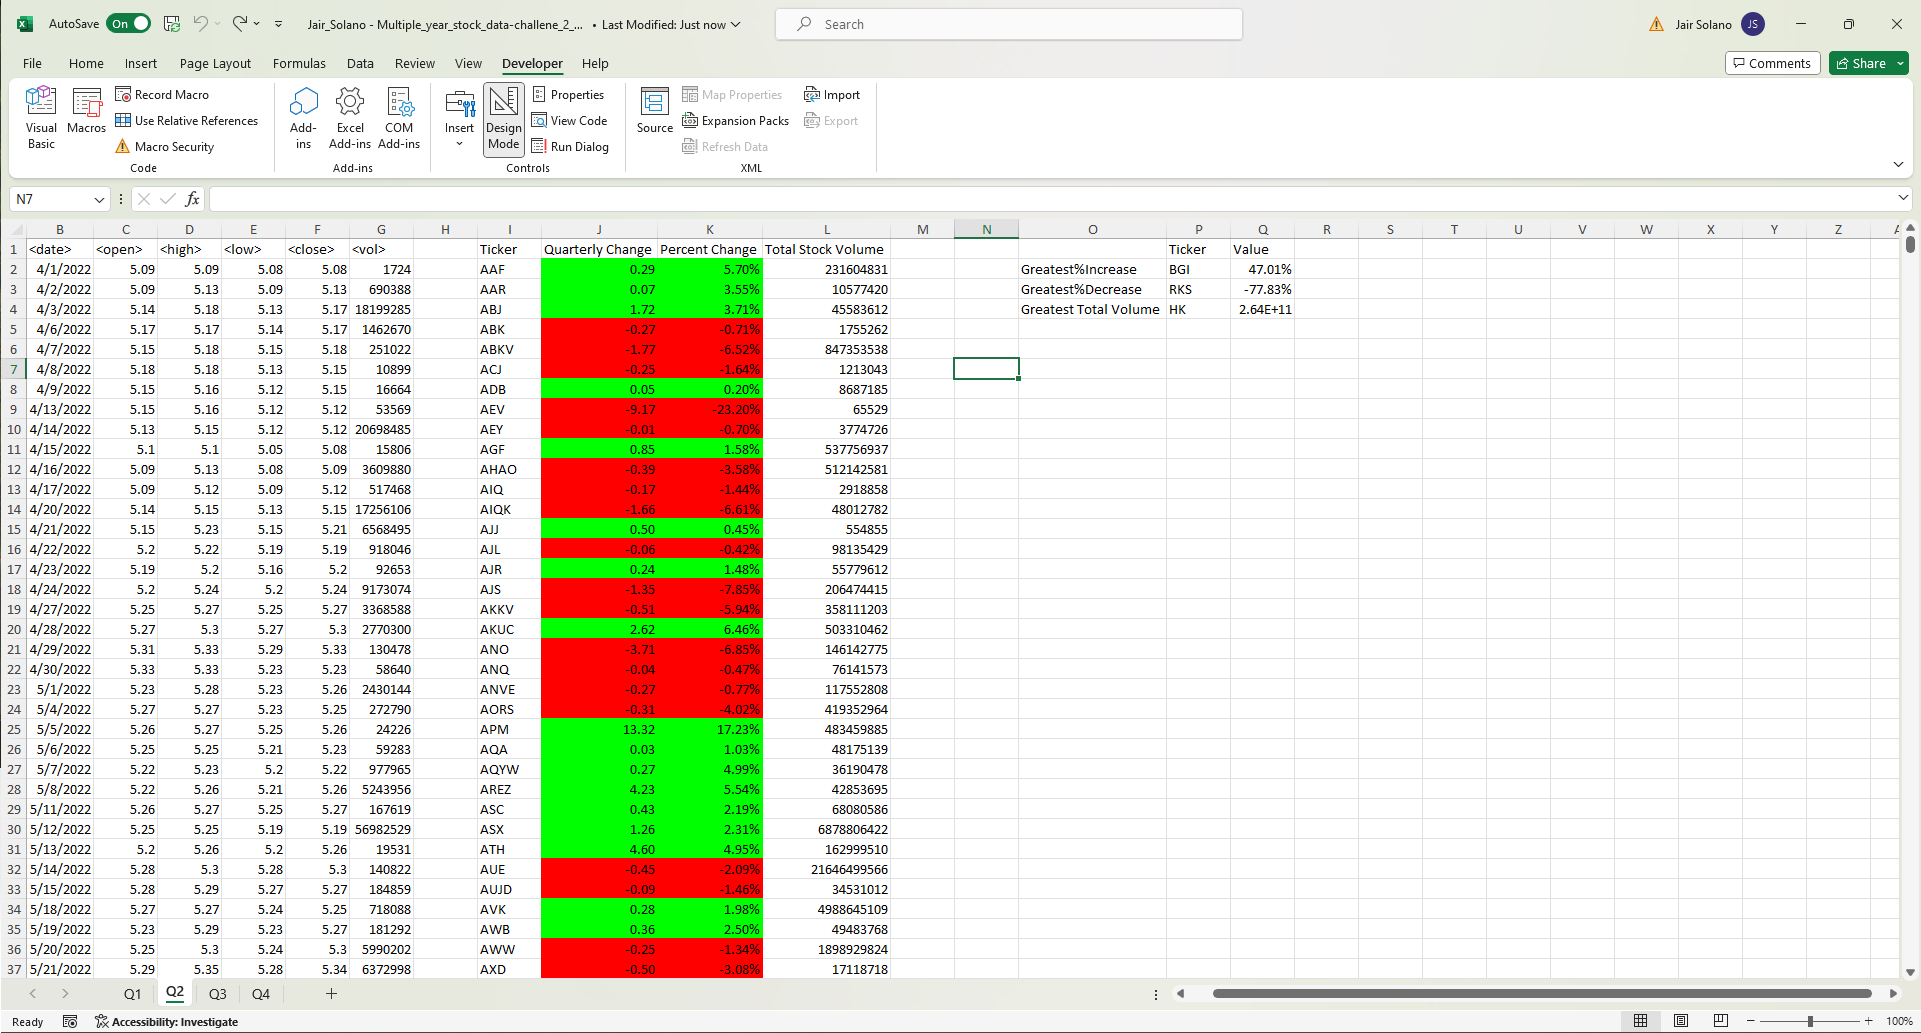 AutoSave On Jair_Solano - Multiple_year_stock_data-challene_2_... • Last Modified: Just now Search Jair Solano JS
File Home Insert Page Layout Formulas Data Review View Developer Help Comments Share
Visual Basic
Macros
Record Macro
Use Relative References
Macro Security
Code
Add-ins
Excel Add-ins
COM Add-ins
Add-ins
Insert
Design Mode
Properties
View Code
Run Dialog
Controls
Source
Map Properties
Expansion Packs
Refresh Data
Import
Export
XML
N7 fx
B C D E F G H I J K L M N O P Q R S T U V W X Y Z
1 <date> <open> <high> <low> <close> <vol> Ticker Quarterly Change Percent Change Total Stock Volume Ticker Value
2 4/1/2022 5.09 5.09 5.08 5.08 1724 AAF 0.29 5.70% 231604831 Greatest%Increase BGI 47.01%
3 4/2/2022 5.09 5.13 5.09 5.13 690388 AAR 0.07 3.55% 10577420 Greatest%Decrease RKS -77.83%
4 4/3/2022 5.14 5.18 5.13 5.17 18199285 ABJ 1.72 3.71% 45583612 Greatest Total Volume HK 2.64E+11
5 4/6/2022 5.17 5.17 5.14 5.17 1462670 ABK -0.27 -0.71% 1755262
6 4/7/2022 5.15 5.18 5.15 5.18 251022 ABKV -1.77 -6.52% 847353538
7 4/8/2022 5.18 5.18 5.13 5.15 10899 ACJ -0.25 -1.64% 1213043
8 4/9/2022 5.15 5.16 5.12 5.15 16664 ADB 0.05 0.20% 8687185
9 4/13/2022 5.15 5.16 5.12 5.12 53569 AEV -9.17 -23.20% 65529
10 4/14/2022 5.13 5.15 5.12 5.12 20698485 AEY -0.01 -0.70% 3774726
11 4/15/2022 5.1 5.1 5.05 5.08 15806 AGF 0.85 1.58% 537756937
12 4/16/2022 5.09 5.13 5.08 5.09 3609880 AHAO -0.39 -3.58% 512142581
13 4/17/2022 5.09 5.12 5.09 5.12 517468 AIQ -0.17 -1.44% 2918858
14 4/20/2022 5.14 5.15 5.13 5.15 17256106 AIQK -1.66 -6.61% 48012782
15 4/21/2022 5.15 5.23 5.15 5.21 6568495 AJJ 0.50 0.45% 554855
16 4/22/2022 5.2 5.22 5.19 5.19 918046 AJL -0.06 -0.42% 98135429
17 4/23/2022 5.19 5.2 5.16 5.2 92653 AJR 0.24 1.48% 55779612
18 4/24/2022 5.2 5.24 5.2 5.24 9173074 AJS -1.35 -7.85% 206474415
19 4/27/2022 5.25 5.27 5.25 5.27 3368588 AKKV -0.51 -5.94% 358111203
20 4/28/2022 5.27 5.3 5.27 5.3 2770300 AKUC 2.62 6.46% 503310462
21 4/29/2022 5.31 5.33 5.29 5.33 130478 ANO -3.71 -6.85% 146142775
22 4/30/2022 5.33 5.33 5.23 5.23 58640 ANQ -0.04 -0.47% 76141573
23 5/1/2022 5.23 5.28 5.23 5.26 2430144 ANVE -0.27 -0.77% 117552808
24 5/4/2022 5.27 5.27 5.23 5.25 272790 AORS -0.31 -4.02% 419352964
25 5/5/2022 5.26 5.27 5.25 5.26 24226 APM 13.32 17.23% 483459885
26 5/6/2022 5.25 5.25 5.21 5.23 59283 AQA 0.03 1.03% 48175139
27 5/7/2022 5.22 5.23 5.2 5.22 977965 AQYW 0.27 4.99% 36190478
28 5/8/2022 5.22 5.26 5.21 5.26 5243956 AREZ 4.23 5.54% 42853695
29 5/11/2022 5.26 5.27 5.25 5.27 167619 ASC 0.43 2.19% 68080586
30 5/12/2022 5.25 5.25 5.19 5.19 56982529 ASX 1.26 2.31% 6878806422
31 5/13/2022 5.2 5.26 5.2 5.26 19531 ATH 4.60 4.95% 162999510
32 5/14/2022 5.28 5.3 5.28 5.3 140822 AUE -0.45 -2.09% 21646499566
33 5/15/2022 5.28 5.29 5.27 5.27 184859 AUJD -0.09 -1.46% 34531012
34 5/18/2022 5.27 5.27 5.24 5.25 718088 AVK 0.28 1.98% 4988645109
35 5/19/2022 5.23 5.29 5.23 5.27 181292 AWB 0.36 2.50% 49483768
36 5/20/2022 5.25 5.3 5.24 5.3 5990202 AWW -0.25 -1.34% 1898929824
37 5/21/2022 5.29 5.35 5.28 5.34 6372998 AXD -0.50 -3.08% 17118718
Q1 Q2 Q3 Q4 +
Ready Accessibility: Investigate 100%